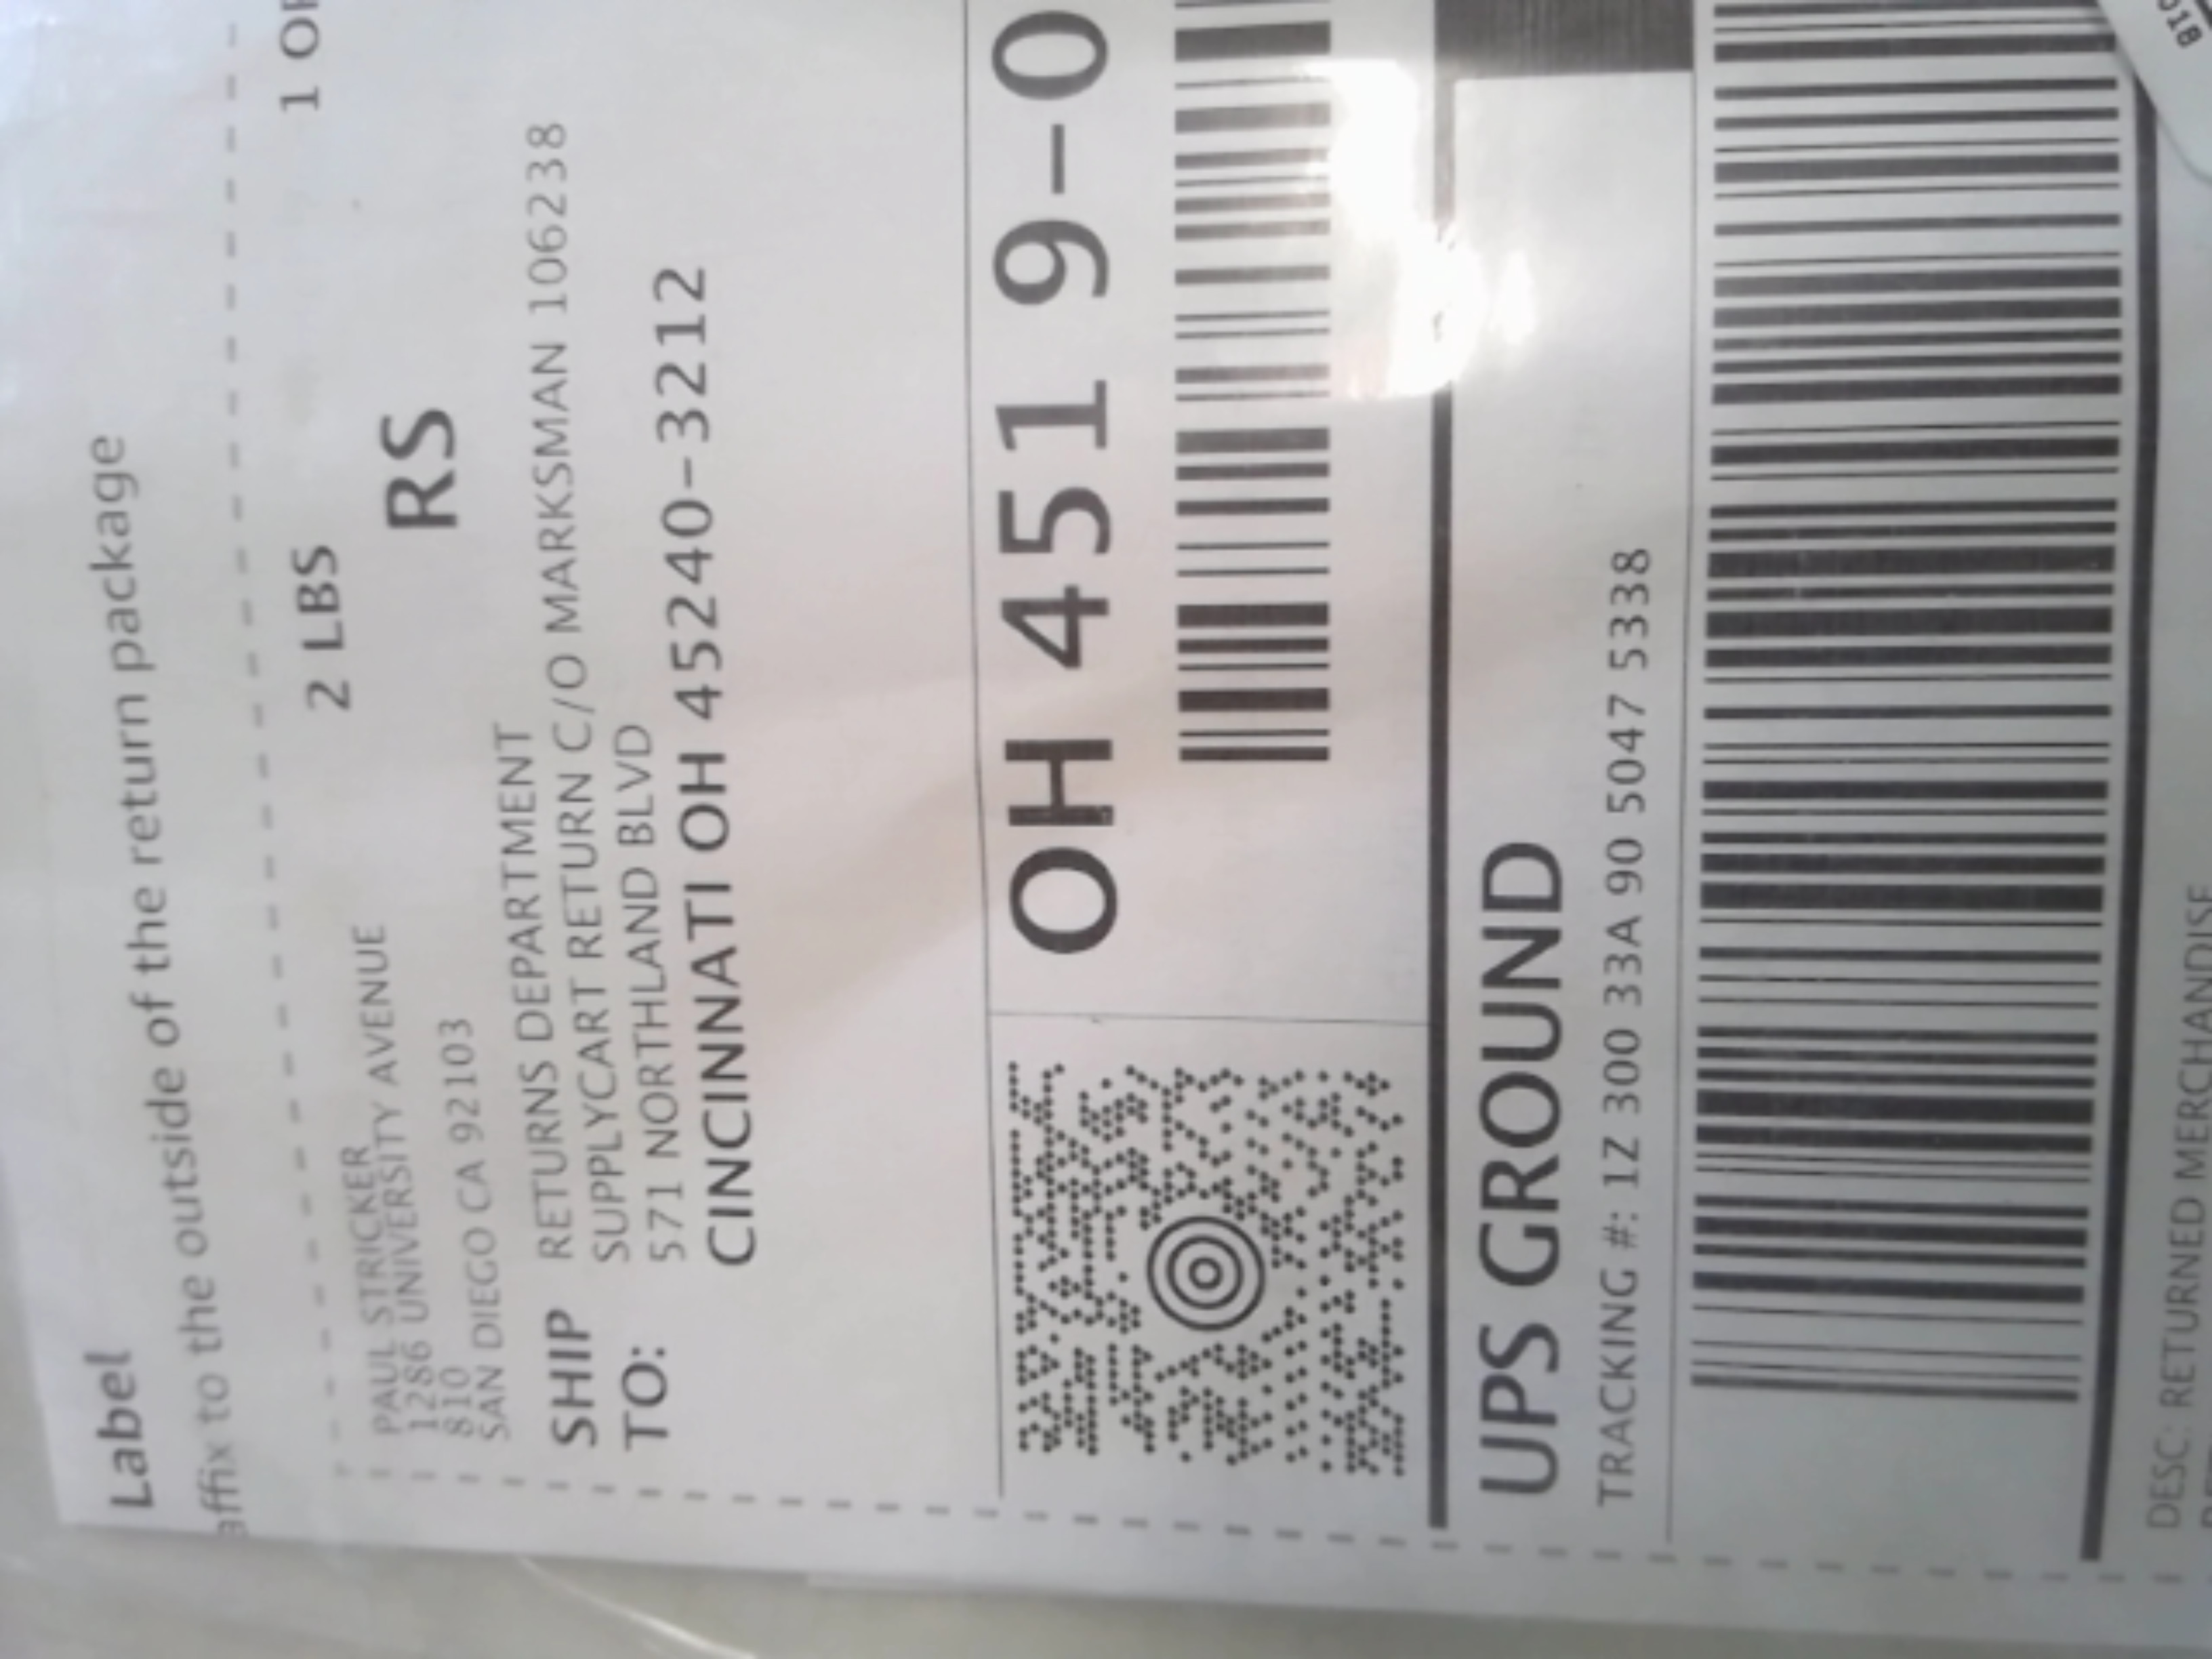 Label
affix to the outside of the return package
2 LBS
1 OF
PAUL STRICKER
1286 UNIVERSITY AVENUE
810
SAN DIEGO CA 92103
RS
SHIP
TO:
RETURNS DEPARTMENT
SUPPLYCART RETURN C/O MARKSMAN 106238
571 NORTHLAND BLVD
CINCINNATI OH 45240-3212
OH 451 9-0
UPS GROUND
TRACKING #: 1Z 300 33A 90 5047 5338
DESC: RETURNED MERCHANDISE